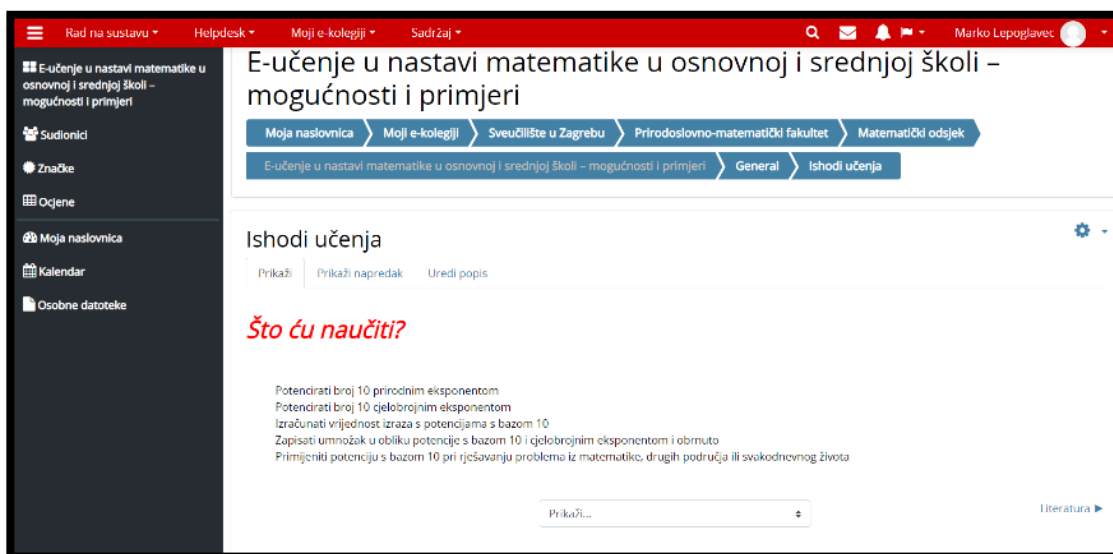 Rad na sustavu Helpdesk Moji e-kolegiji Sadržaj Marko Lepoglavec
E-učenje u nastavi matematike u
osnovnoj i srednjoj školi –
mogućnosti i primjeri
Sudionici
Značke
Ocjene
Moja naslovnica
Kalendar
Osobne datoteke
E-učenje u nastavi matematike u osnovnoj i srednjoj školi –
mogućnosti i primjeri
Moja naslovnica Moji e-kolegiji Sveučilište u Zagrebu Prirodoslovno-matematički fakultet Matematički odsjek
E-učenje u nastavi matematike u osnovnoj i srednjoj školi – mogućnosti i primjeri General Ishodi učenja
Ishodi učenja
Prikaži Prikaži napredak Uredi popis
Što ću naučiti?
Potencirati broj 10 prirodnim eksponentom
Potencirati broj 10 cjelobrojnim eksponentom
Izračunati vrijednost izraza s potencijama s bazom 10
Zapisati umnožak u obliku potencije s bazom 10 i cjelobrojnim eksponentom i obrnuto
Primijeniti potenciju s bazom 10 pri rješavanju problema iz matematike, drugih područja ili svakodnevnog života
Prikaži...
Literatura ▶